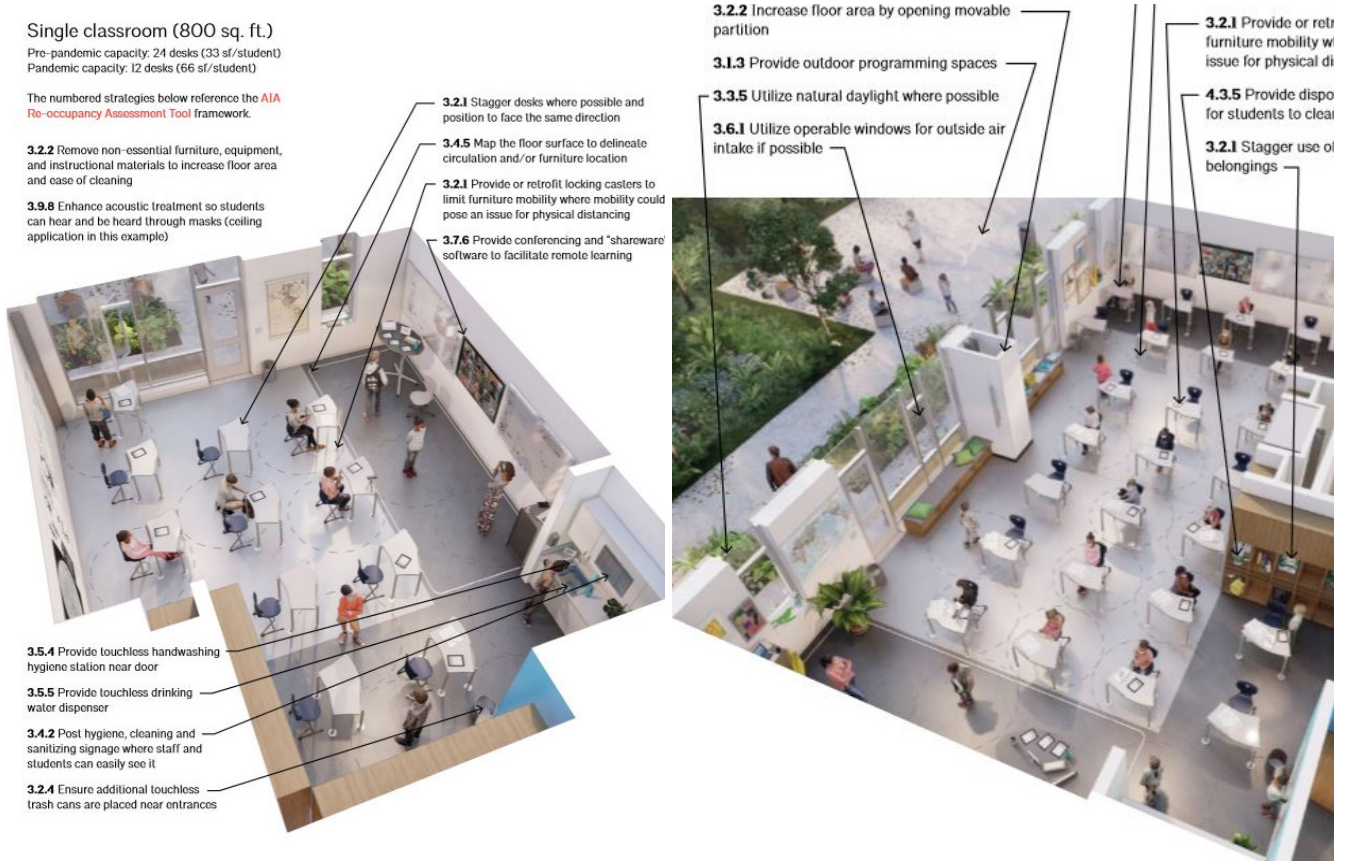 Single classroom (800 sq. ft.)
Pre-pandemic capacity: 24 desks (33 sf/student)
Pandemic capacity: 12 desks (66 sf/student)
The numbered strategies below reference the AIA
Re-occupancy Assessment Tool framework.
3.2.2 Remove non-essential furniture, equipment,
and instructional materials to increase floor area
and ease of cleaning
3.9.8 Enhance acoustic treatment so students
can hear and be heard through masks (ceiling
application in this example)
3.2.1 Stagger desks where possible and
position to face the same direction
3.4.5 Map the floor surface to delineate
circulation and/or furniture location
3.2.1 Provide or retrofit locking casters to
limit furniture mobility where mobility could
pose an issue for physical distancing
3.7.6 Provide conferencing and "shareware"
software to facilitate remote learning
3.5.4 Provide touchless handwashing
hygiene station near door
3.5.5 Provide touchless drinking
water dispenser
3.4.2 Post hygiene, cleaning and
sanitizing signage where staff and
students can easily see it
3.2.4 Ensure additional touchless
trash cans are placed near entrances
3.2.2 Increase floor area by opening movable
partition
3.1.3 Provide outdoor programming spaces
3.3.5 Utilize natural daylight where possible
3.6.1 Utilize operable windows for outside air
intake if possible
3.2.1 Provide or retr
furniture mobility
issue for physical di
4.3.5 Provide dispo
for students to clea
3.2.1 Stagger use of
belongings